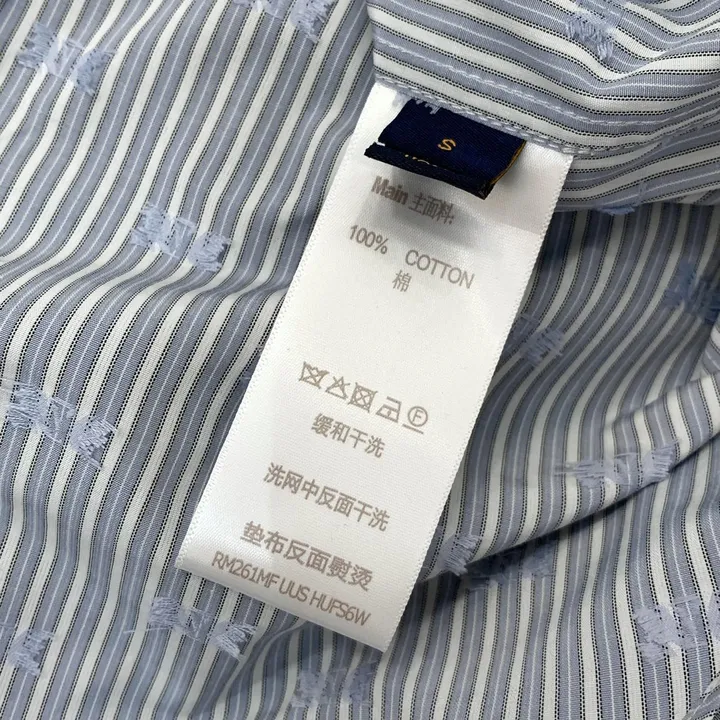 S
Main 主面料:
100% COTTON
棉
F
缓和干洗
洗网中反面干洗
垫布反面熨烫
RM261MF UUS HUFS6W